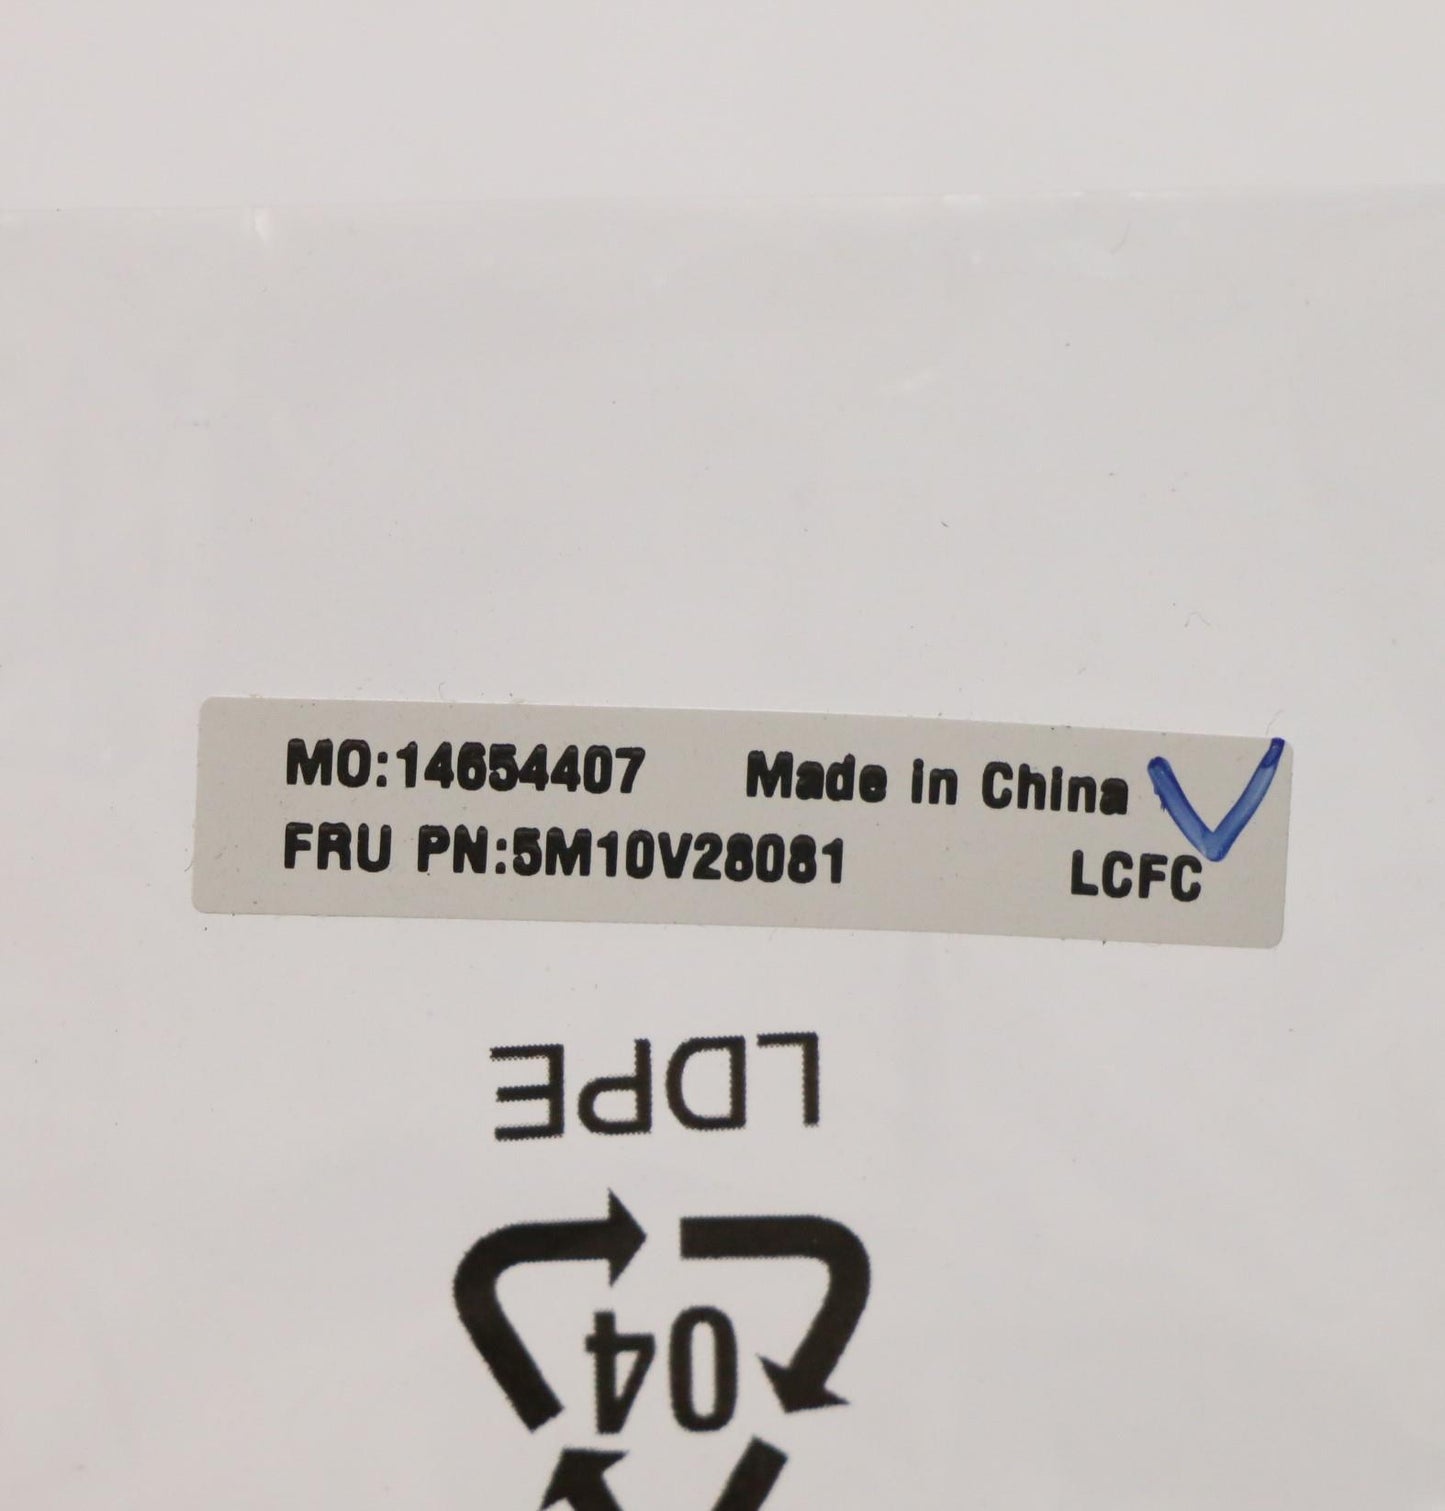 MO:14654407 Made in China
FRU PN:5M10V28081 LCFC
LDPE
04